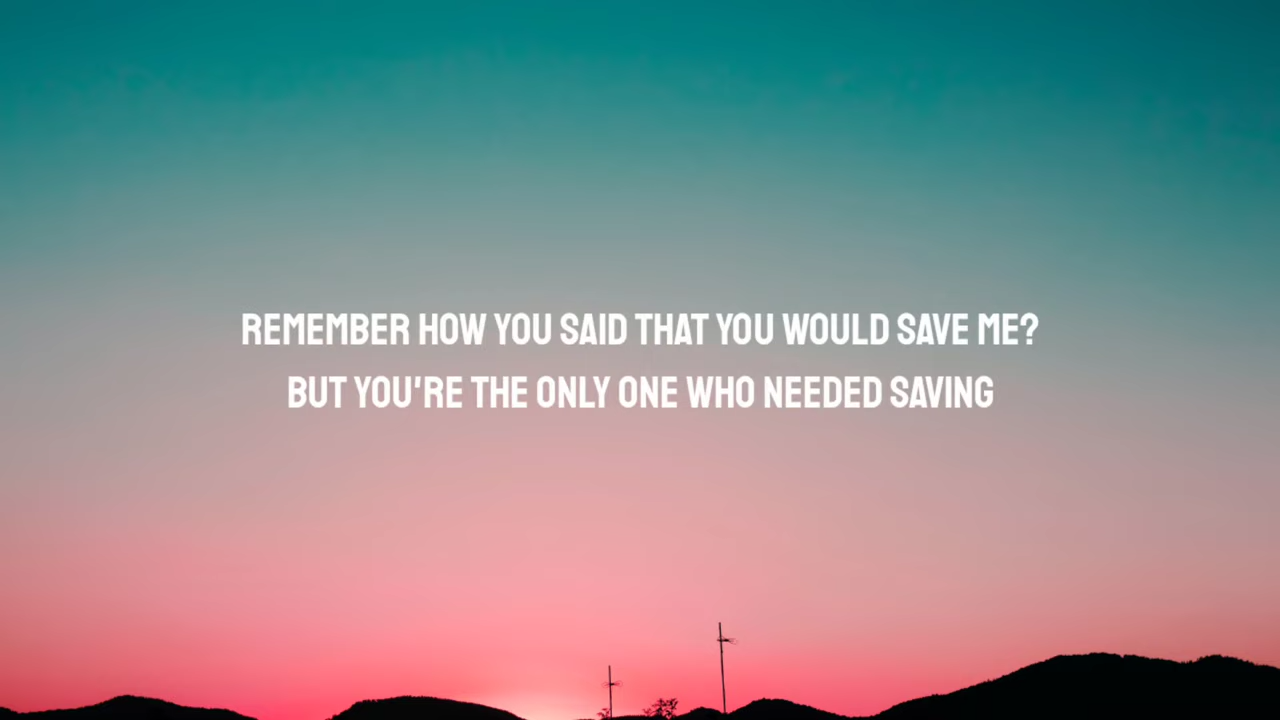 REMEMBER HOW YOU SAID THAT YOU WOULD SAVE ME?
BUT YOU'RE THE ONLY ONE WHO NEEDED SAVING